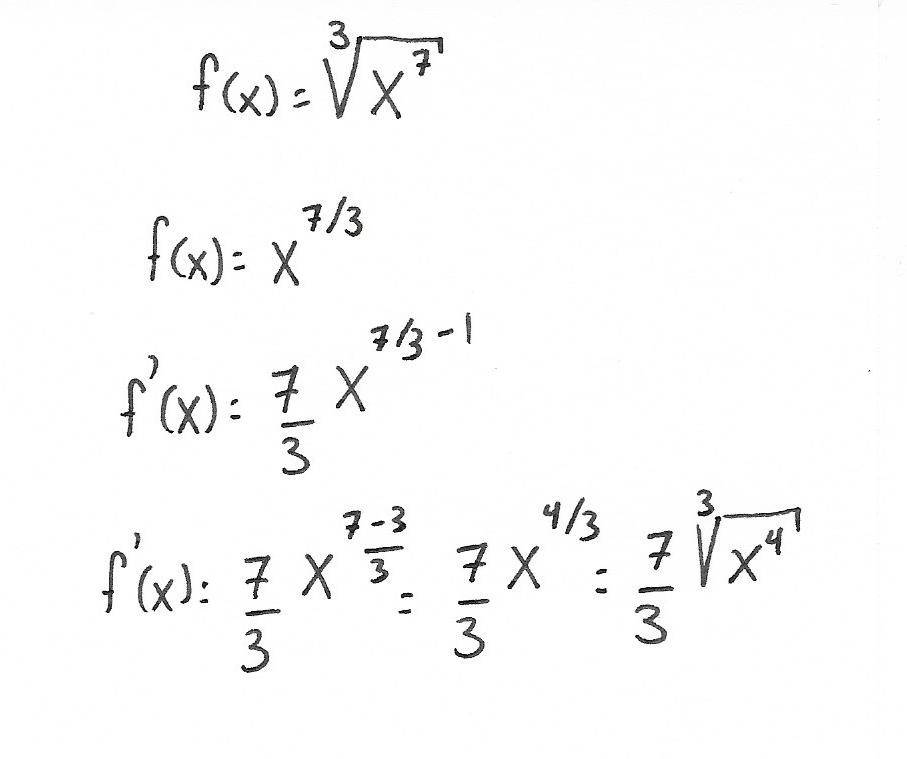 f(x) = ∛(x⁷)
f(x) = x^(7/3)
f'(x) = 7/3 x^(7/3 - 1)
f'(x) = 7/3 x^((7-3)/3) = 7/3 x^(4/3) = 7/3 ∛(x⁴)